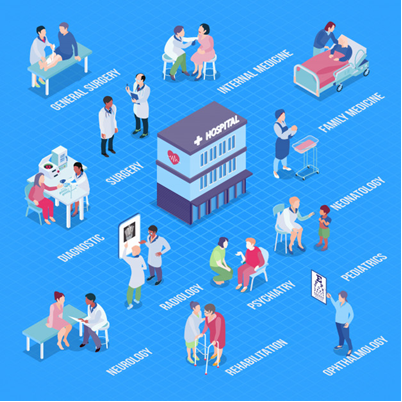 GENERAL SURGERY
INTERNAL MEDICINE
FAMILY MEDICINE
HOSPITAL
SURGERY
NEONATOLOGY
DIAGNOSTIC
PEDIATRICS
RADIOLOGY
PSYCHIATRY
NEUROLOGY
REHABILITATION
OPHTHALMOLOGY